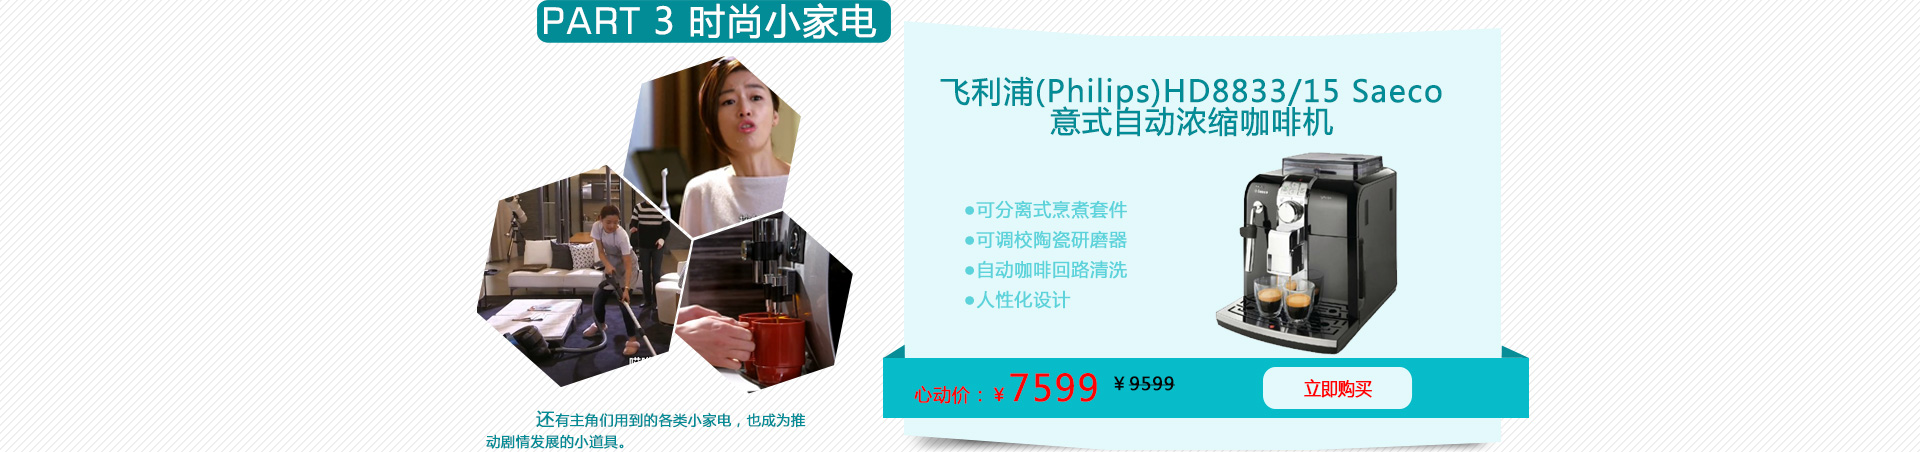 PART 3 时尚小家电
飞利浦(Philips)HD8833/15 Saeco
意式自动浓缩咖啡机
●可分离式烹煮套件
●可调校陶瓷研磨器
●自动咖啡回路清洗
●人性化设计
心动价：￥7599 ￥9599
立即购买
还有主角们用到的各类小家电，也成为推
动剧情发展的小道具。